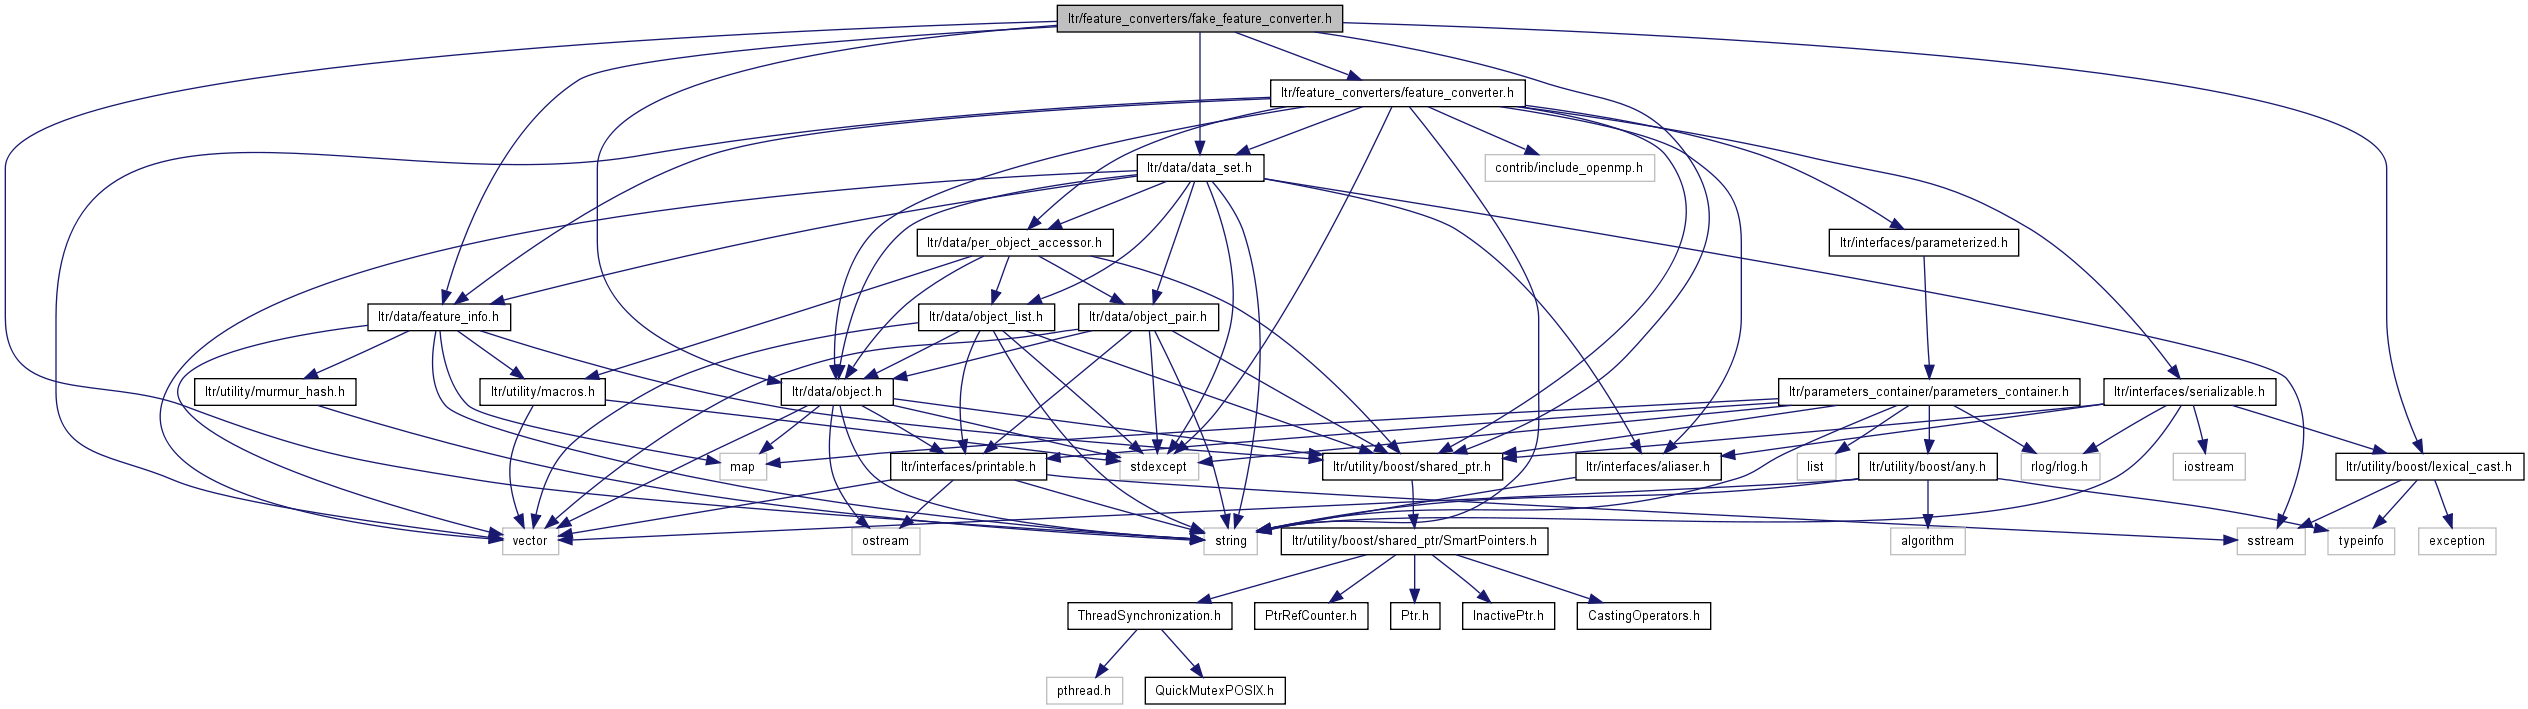 ltr/feature_converters/fake_feature_converter.h
ltr/feature_converters/feature_converter.h
ltr/data/data_set.h
contrib/include_openmp.h
ltr/data/per_object_accessor.h
ltr/interfaces/parameterized.h
ltr/data/feature_info.h
ltr/data/object_list.h
ltr/data/object_pair.h
ltr/utility/murmur_hash.h
ltr/utility/macros.h
ltr/data/object.h
ltr/parameters_container/parameters_container.h
ltr/interfaces/serializable.h
map
ltr/interfaces/printable.h
stdexcept
ltr/utility/boost/shared_ptr.h
ltr/interfaces/aliaser.h
list
ltr/utility/boost/any.h
rlog/rlog.h
iostream
ltr/utility/boost/lexical_cast.h
vector
ostream
string
ltr/utility/boost/shared_ptr/SmartPointers.h
algorithm
sstream
typeinfo
exception
ThreadSynchronization.h
PtrRefCounter.h
Ptr.h
InactivePtr.h
CastingOperators.h
pthread.h
QuickMutexPOSIX.h